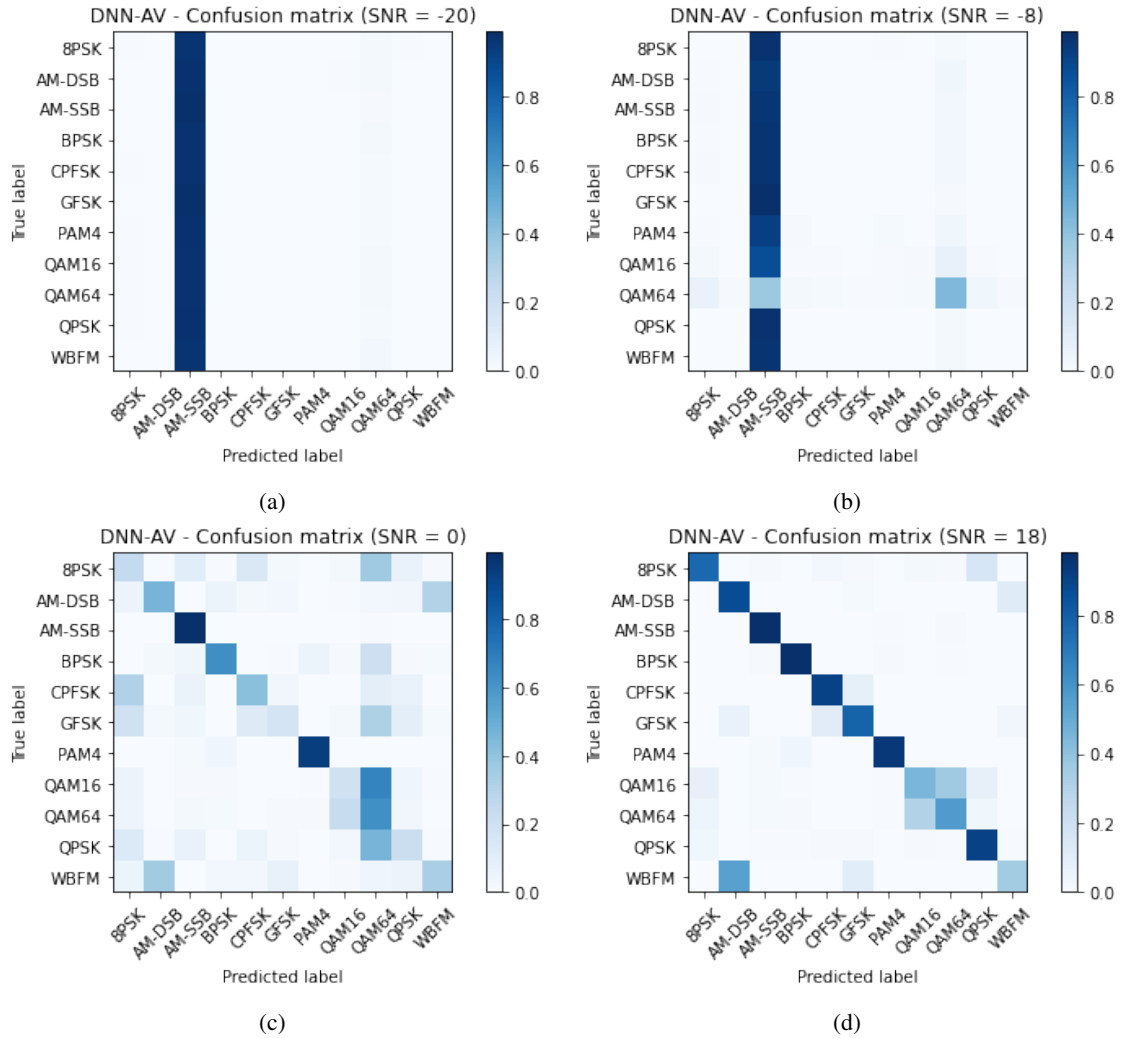 DNN-AV - Confusion matrix (SNR = -20)
True label
8PSK
AM-DSB
AM-SSB
BPSK
CPFSK
GFSK
PAM4
QAM16
QAM64
QPSK
WBFM
8PSK AM-DSB AM-SSB BPSK CPFSK GFSK PAM4 QAM16 QAM64 QPSK WBFM
Predicted label
0.8
0.6
0.4
0.2
0.0
(a)
DNN-AV - Confusion matrix (SNR = -8)
True label
8PSK
AM-DSB
AM-SSB
BPSK
CPFSK
GFSK
PAM4
QAM16
QAM64
QPSK
WBFM
8PSK AM-DSB AM-SSB BPSK CPFSK GFSK PAM4 QAM16 QAM64 QPSK WBFM
Predicted label
0.8
0.6
0.4
0.2
0.0
(b)
DNN-AV - Confusion matrix (SNR = 0)
True label
8PSK
AM-DSB
AM-SSB
BPSK
CPFSK
GFSK
PAM4
QAM16
QAM64
QPSK
WBFM
8PSK AM-DSB AM-SSB BPSK CPFSK GFSK PAM4 QAM16 QAM64 QPSK WBFM
Predicted label
0.8
0.6
0.4
0.2
0.0
(c)
DNN-AV - Confusion matrix (SNR = 18)
True label
8PSK
AM-DSB
AM-SSB
BPSK
CPFSK
GFSK
PAM4
QAM16
QAM64
QPSK
WBFM
8PSK AM-DSB AM-SSB BPSK CPFSK GFSK PAM4 QAM16 QAM64 QPSK WBFM
Predicted label
0.8
0.6
0.4
0.2
0.0
(d)